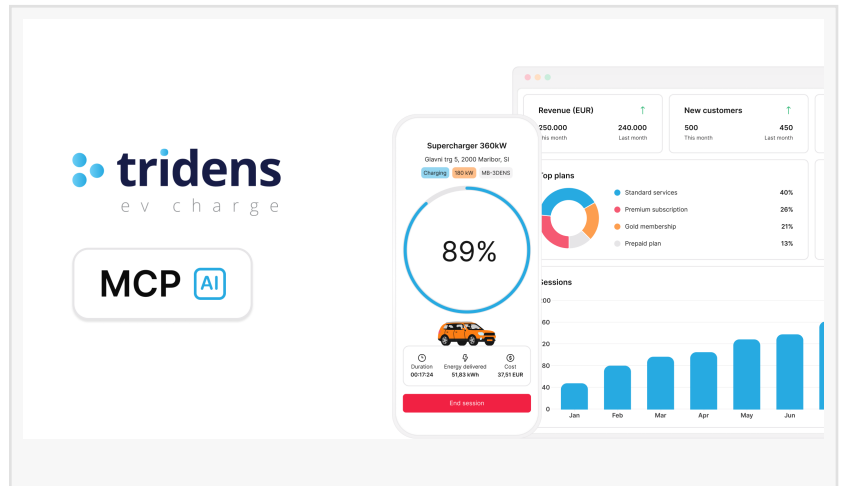 tridens
ev charge
MCP AI
Supercharger 360kW
Glavni trg 5, 2000 Maribor, SI
Charging 180 kW MB-3DENS
89%
Duration Energy delivered Cost
00:17:24 51,83 kWh 37,51 EUR
End session
Revenue (EUR) ↑
250.000 240.000
This month Last month
New customers ↑
500 450
This month Last month
Top plans
Standard services 40%
Premium subscription 26%
Gold membership 21%
Prepaid plan 13%
Sessions
00
60
20
80
40
0
Jan Feb Mar Apr May Jun